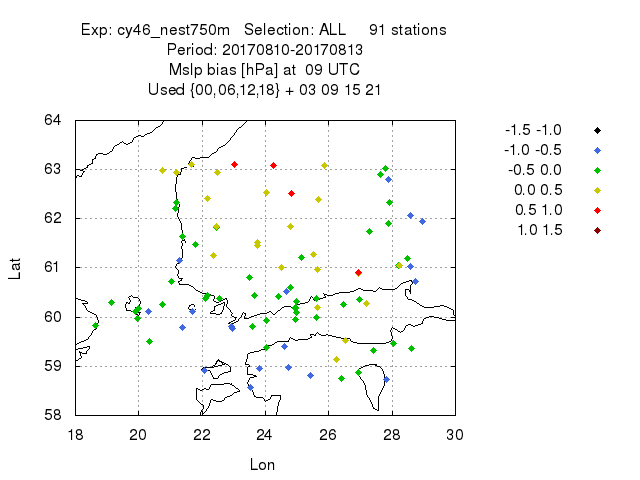 Exp: cy46_nest750m Selection: ALL 91 stations
Period: 20170810-20170813
Mslp bias [hPa] at 09 UTC
Used {00,06,12,18} + 03 09 15 21
64
63
62
61
60
59
58
Lat
18 20 22 24 26 28 30
Lon
-1.5 -1.0
-1.0 -0.5
-0.5 0.0
0.0 0.5
0.5 1.0
1.0 1.5